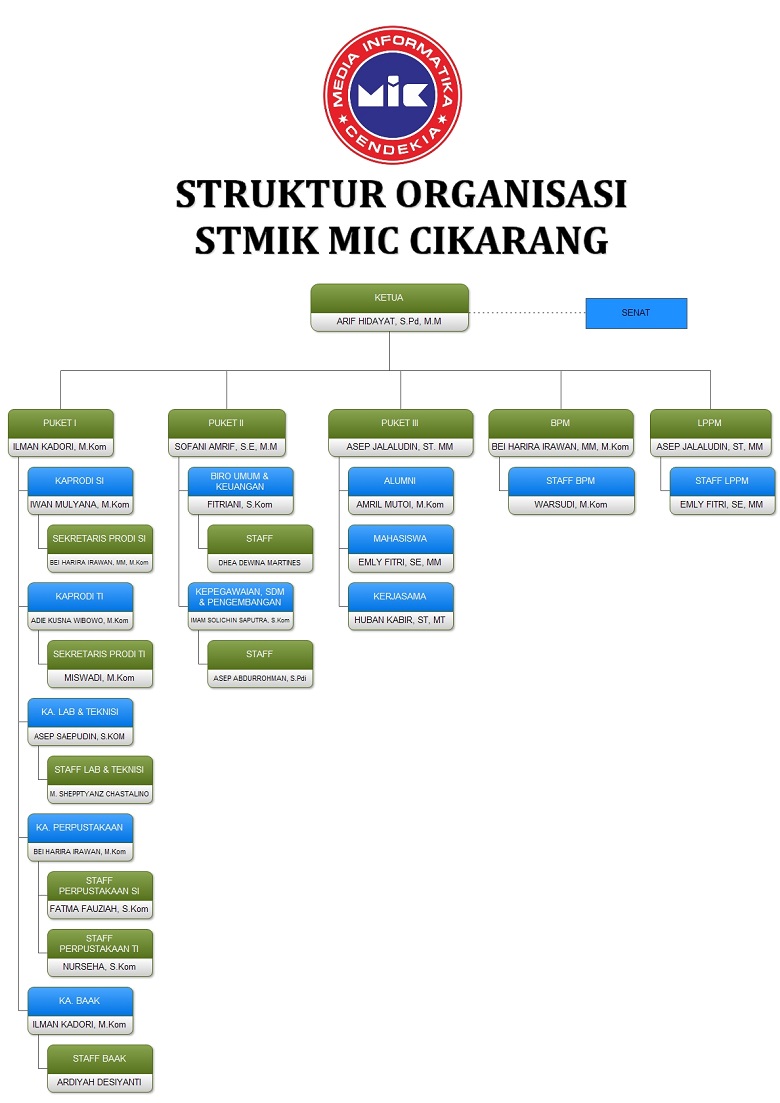 MEDIA INFORMATIKA
MIC
★ CENDEKIA ★
STRUKTUR ORGANISASI
STMIK MIC CIKARANG
KETUA
ARIF HIDAYAT, S.Pd, M.M
SENAT
PUKET I
ILMAN KADORI, M.Kom
KAPRODI SI
IWAN MULYANA, M.Kom
SEKRETARIS PRODI SI
BEI HARIRA IRAWAN, MM, M.Kom
KAPRODI TI
ADE KUSNA WIBOWO, M.Kom
SEKRETARIS PRODI TI
MISWADI, M.Kom
KA. LAB & TEKNISI
ASEP SAEPUDIN, S.KOM
STAFF LAB & TEKNISI
M. SHEPPTYANZ CHASTALINO
KA. PERPUSTAKAAN
BEI HARIRA IRAWAN, M.Kom
STAFF
PERPUSTAKAAN SI
FATMA FAUZIAH, S.Kom
STAFF
PERPUSTAKAAN TI
NURSEHA, S.Kom
KA. BAAK
ILMAN KADORI, M.Kom
STAFF BAAK
ARDIYAH DESIYANTI
PUKET II
SOFANI AMRIF, S.E, M.M
BIRO UMUM &
KEUANGAN
FITRIANI, S.Kom
STAFF
DHEA DEWINA MARTINES
KEPEGAWAIAN, SDM
& PENGEMBANGAN
IMAM SOLICHIN SAPUTRA, S.Kom
STAFF
ASEP ABDURROHMAN, S.Pdi
PUKET III
ASEP JALALUDIN, ST. MM
ALUMNI
AMRIL MUTOI, M.Kom
MAHASISWA
EMLY FITRI, SE, MM
KERJASAMA
HUBAN KABIR, ST, MT
BPM
BEI HARIRA IRAWAN, MM, M.Kom
STAFF BPM
WARSUDI, M.Kom
LPPM
ASEP JALALUDIN, ST, MM
STAFF LPPM
EMLY FITRI, SE, MM